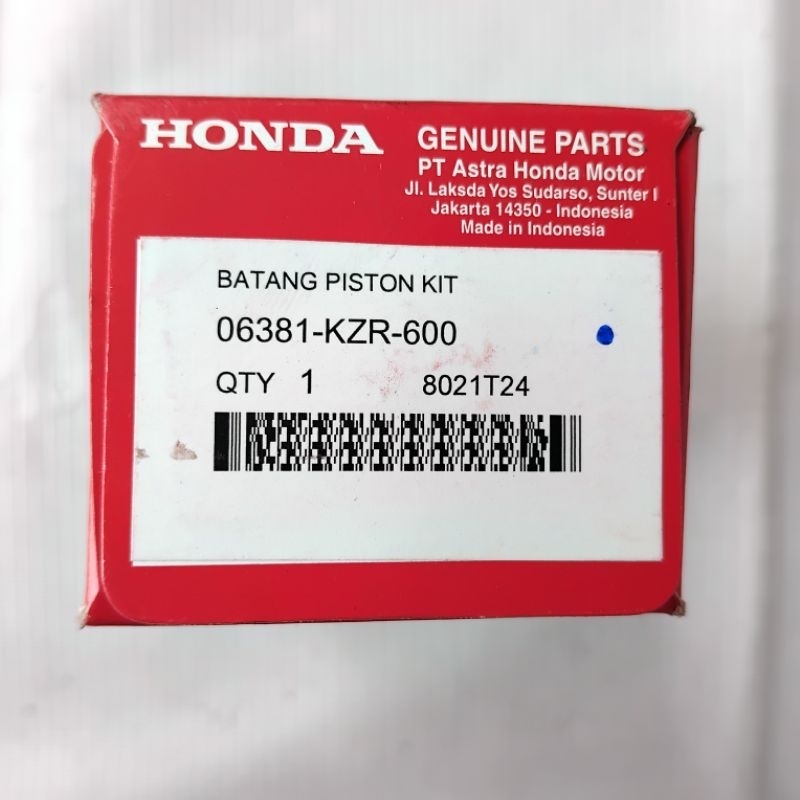 HONDA
GENUINE PARTS
PT Astra Honda Motor
Jl. Laksda Yos Sudarso, Sunter I
Jakarta 14350 - Indonesia
Made in Indonesia
BATANG PISTON KIT
06381-KZR-600
QTY 1 8021T24